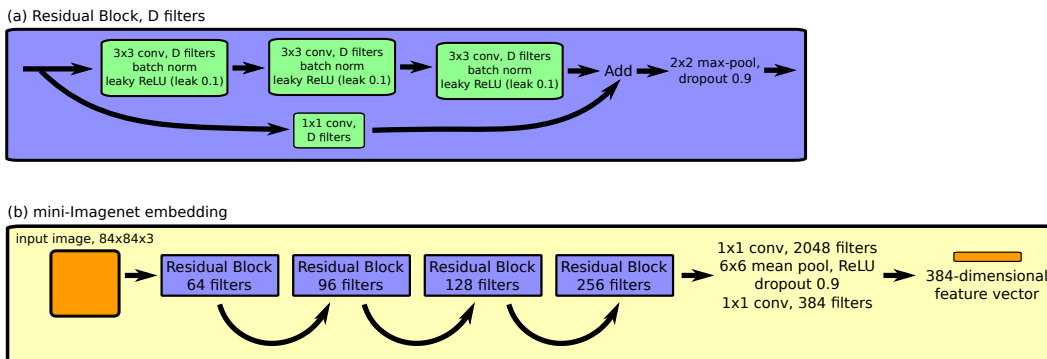 (a) Residual Block, D filters
3x3 conv, D filters
batch norm
leaky ReLU (leak 0.1)
3x3 conv, D filters
batch norm
leaky ReLU (leak 0.1)
3x3 conv, D filters
batch norm
leaky ReLU (leak 0.1)
Add
2x2 max-pool,
dropout 0.9
1x1 conv,
D filters
(b) mini-Imagenet embedding
input image, 84x84x3
Residual Block
64 filters
Residual Block
96 filters
Residual Block
128 filters
Residual Block
256 filters
1x1 conv, 2048 filters
6x6 mean pool, ReLU
dropout 0.9
1x1 conv, 384 filters
384-dimensional
feature vector